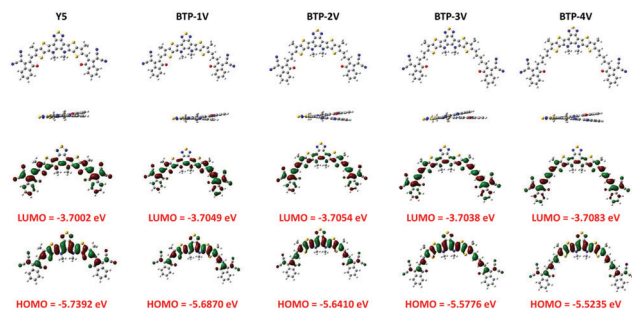 Y5 BTP-1V BTP-2V BTP-3V BTP-4V
LUMO = -3.7002 eV LUMO = -3.7049 eV LUMO = -3.7054 eV LUMO = -3.7038 eV LUMO = -3.7083 eV
HOMO = -5.7392 eV HOMO = -5.6870 eV HOMO = -5.6410 eV HOMO = -5.5776 eV HOMO = -5.5235 eV